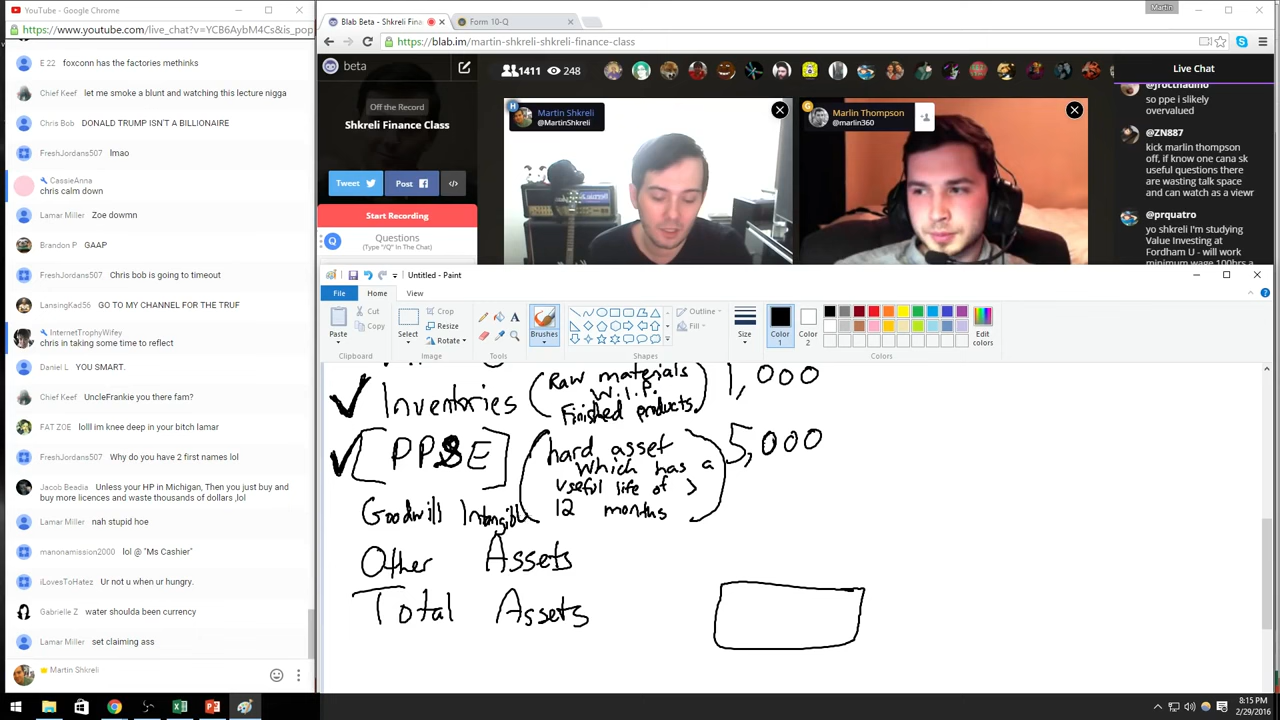 YouTube - Google Chrome
https://www.youtube.com/live_chat?v=YCB6AybM4Cs&is_pop
E 22 foxconn has the factories methinks
Chief Keef let me smoke a blunt and watching this lecture nigga
Chris Bob DONALD TRUMP ISN'T A BILLIONAIRE
FreshJordans507 lmao
CassieAnna
chris calm down
Lamar Miller Zoe dowmn
Brandon P GAAP
FreshJordans507 Chris bob is going to timeout
LansingKad56 GO TO MY CHANNEL FOR THE TRUF
InternetTrophyWifey
chris in taking some time to reflect
Daniel L YOU SMART.
Chief Keef UncleFrankie you there fam?
FAT ZOE lolll im knee deep in your bitch lamar
FreshJordans507 Why do you have 2 first names lol
Jacob Beadia Unless your HP in Michigan, Then you just buy and
buy more licences and waste thousands of dollars ,lol
Lamar Miller nah stupid hoe
manonamission2000 lol @ "Ms Cashier"
iLovesToHatez Ur not u when ur hungry.
Gabrielle Z water shoulda been currency
Lamar Miller set claiming ass
Martin Shkreli
Martin
Blab Beta - Shkreli Fina
Form 10-Q
https://blab.im/martin-shkreli-shkreli-finance-class
beta
1411 248
Off the Record
Shkreli Finance Class
Tweet Post </>
Start Recording
Questions
(Type "/Q" In The Chat)
H Martin Shkreli
@MartinShkreli
G Marlin Thompson
@marlin360
Live Chat
so ppe i slikely
overvalued
@ZN887
kick marlin thompson
off, if know one cana sk
useful questions there
are wasting talk space
and can watch as a viewr
@prquatro
yo shkreli I'm studying
Value Investing at
Fordham U - will work
minimum wage 100hrs a
Untitled - Paint
File Home View
Paste Cut Copy
Clipboard
Select Crop Resize Rotate
Image
A
Tools
Brushes
Outline Fill
Shapes
Size
Color 1
Color 2
Edit colors
Colors
Inventories (Raw materials W.I.P. Finished products) 1,000
[PP&E] (hard asset which has a useful life of > 12 months) 5,000
Goodwill Intangible
Other Assets
Total Assets
8:15 PM
2/29/2016